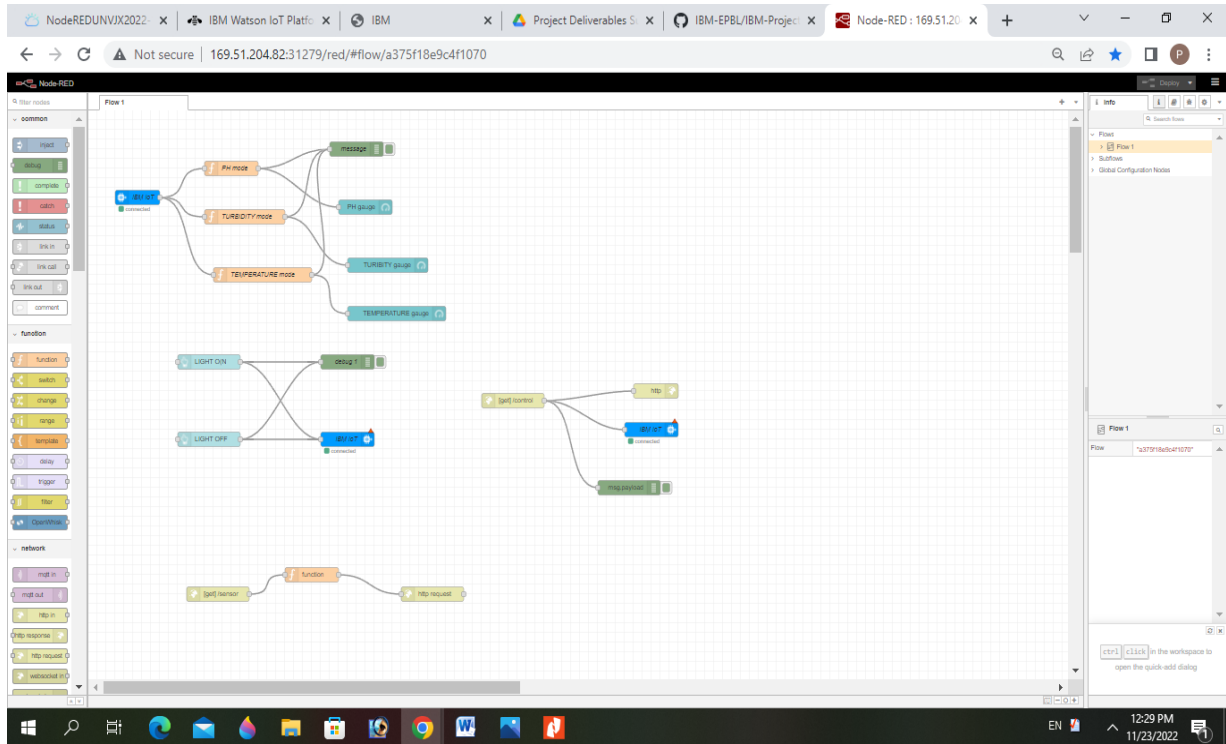 NodeREDUNVJX2022-
IBM Watson IoT Platfo
IBM
Project Deliverables S
IBM-EPBL/IBM-Project
Node-RED : 169.51.20
Not secure | 169.51.204.82:31279/red/#flow/a375f18e9c4f1070
P
Node-RED
Deploy
filter nodes
Flow 1
info
i
Search flows
common
inject
debug
complete
catch
status
link in
link call
link out
comment
function
function
switch
change
range
template
delay
trigger
filter
OpenWhisk
network
mqtt in
mqtt out
http in
http response
http request
websocket in
message
PH mode
IBM IoT
connected
PH gauge
TURBIDITY mode
TURIBITY gauge
TEMPERATURE mode
TEMPERATURE gauge
LIGHT O/N
debug 1
LIGHT OFF
IBM IoT
connected
[get] /control
http
IBM IoT
connected
msg.payload
function
[get] /sensor
http request
Flows
Flow 1
Subflows
Global Configuration Nodes
Flow 1
Flow
"a375f18e9c4f1070"
ctrl click in the workspace to
open the quick-add dialog
EN
12:29 PM
11/23/2022
1